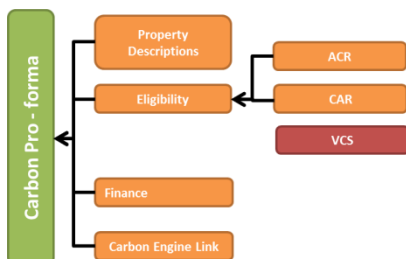 Carbon Pro - forma
Property
Descriptions
Eligibility
Finance
Carbon Engine Link
ACR
CAR
VCS